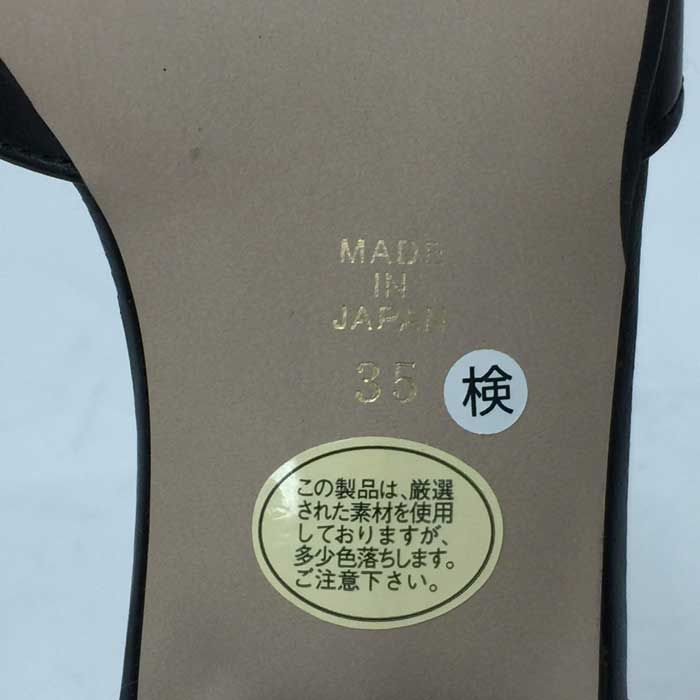 MADE
IN
JAPAN
35
検
この製品は、厳選
された素材を使用
しておりますが、
多少色落ちします。
ご注意下さい。